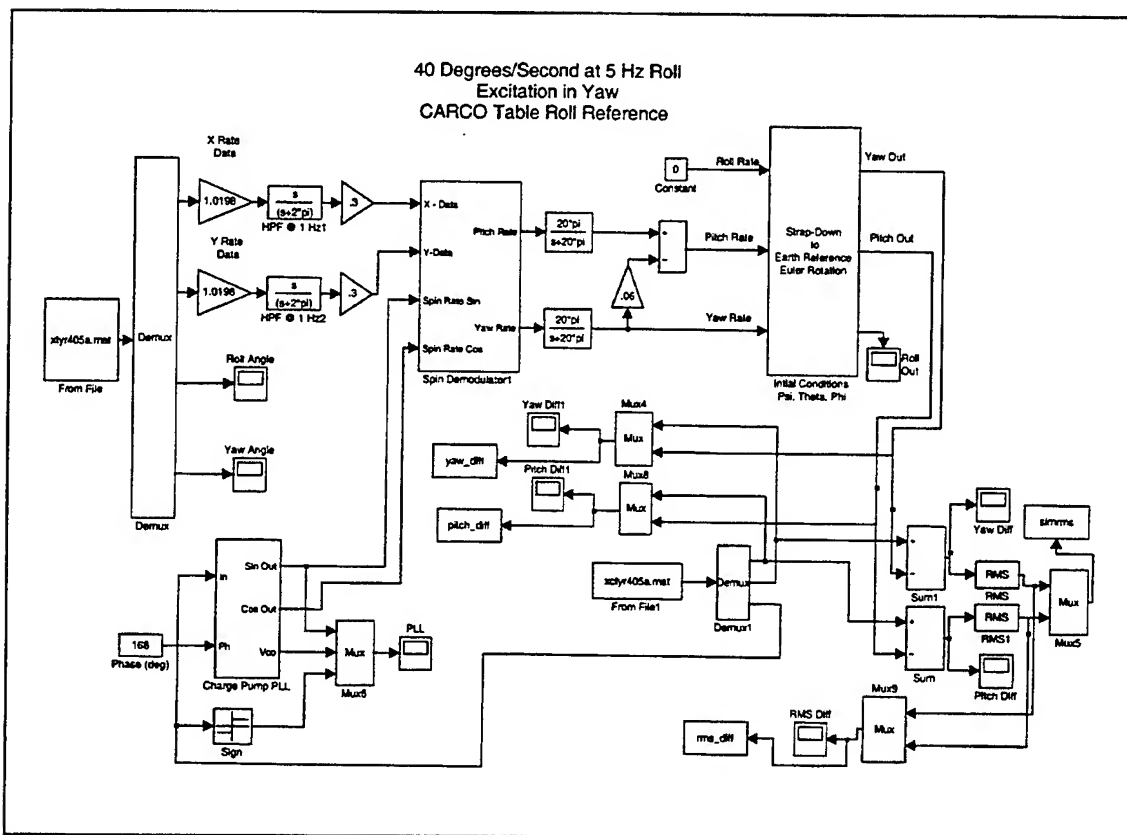 40 Degrees/Second at 5 Hz Roll
Excitation in Yaw
CARCO Table Roll Reference
X Rate
Data
1.0198
s
(s+2*pi)
HPF @ 1 Hz1
.3
Y Rate
Data
1.0198
s
(s+2*pi)
HPF @ 1 Hz2
.3
xtyr405a.mat
From File
Demux
Demux
Roll Angle
Yaw Angle
X - Data
Y-Data
Spin Rate Sin
Spin Rate Cos
Pitch Rate
Yaw Rate
Spin Demodulator1
20*pi
s+20*pi
20*pi
s+20*pi
.06
+
−
0
Constant
Roll Rate
Pitch Rate
Yaw Rate
Strap-Down
to
Earth Reference
Euler Rotation
Initial Conditions
Psi, Theta, Phi
Yaw Out
Pitch Out
Roll
Out
Yaw Diff1
Mux4
Mux
yaw_diff
Pitch Diff1
Mux8
Mux
pitch_diff
xctyr405a.mat
From File1
Demux
Demux1
+
−
Sum1
+
−
Sum
Yaw Diff
RMS
RMS
RMS
RMS1
Pitch Diff
simrms
Mux
Mux5
In
Ph
Sin Out
Cos Out
Vco
Charge Pump PLL
168
Phase (deg)
Mux
Mux6
PLL
Sign
rms_diff
RMS Diff
Mux9
Mux